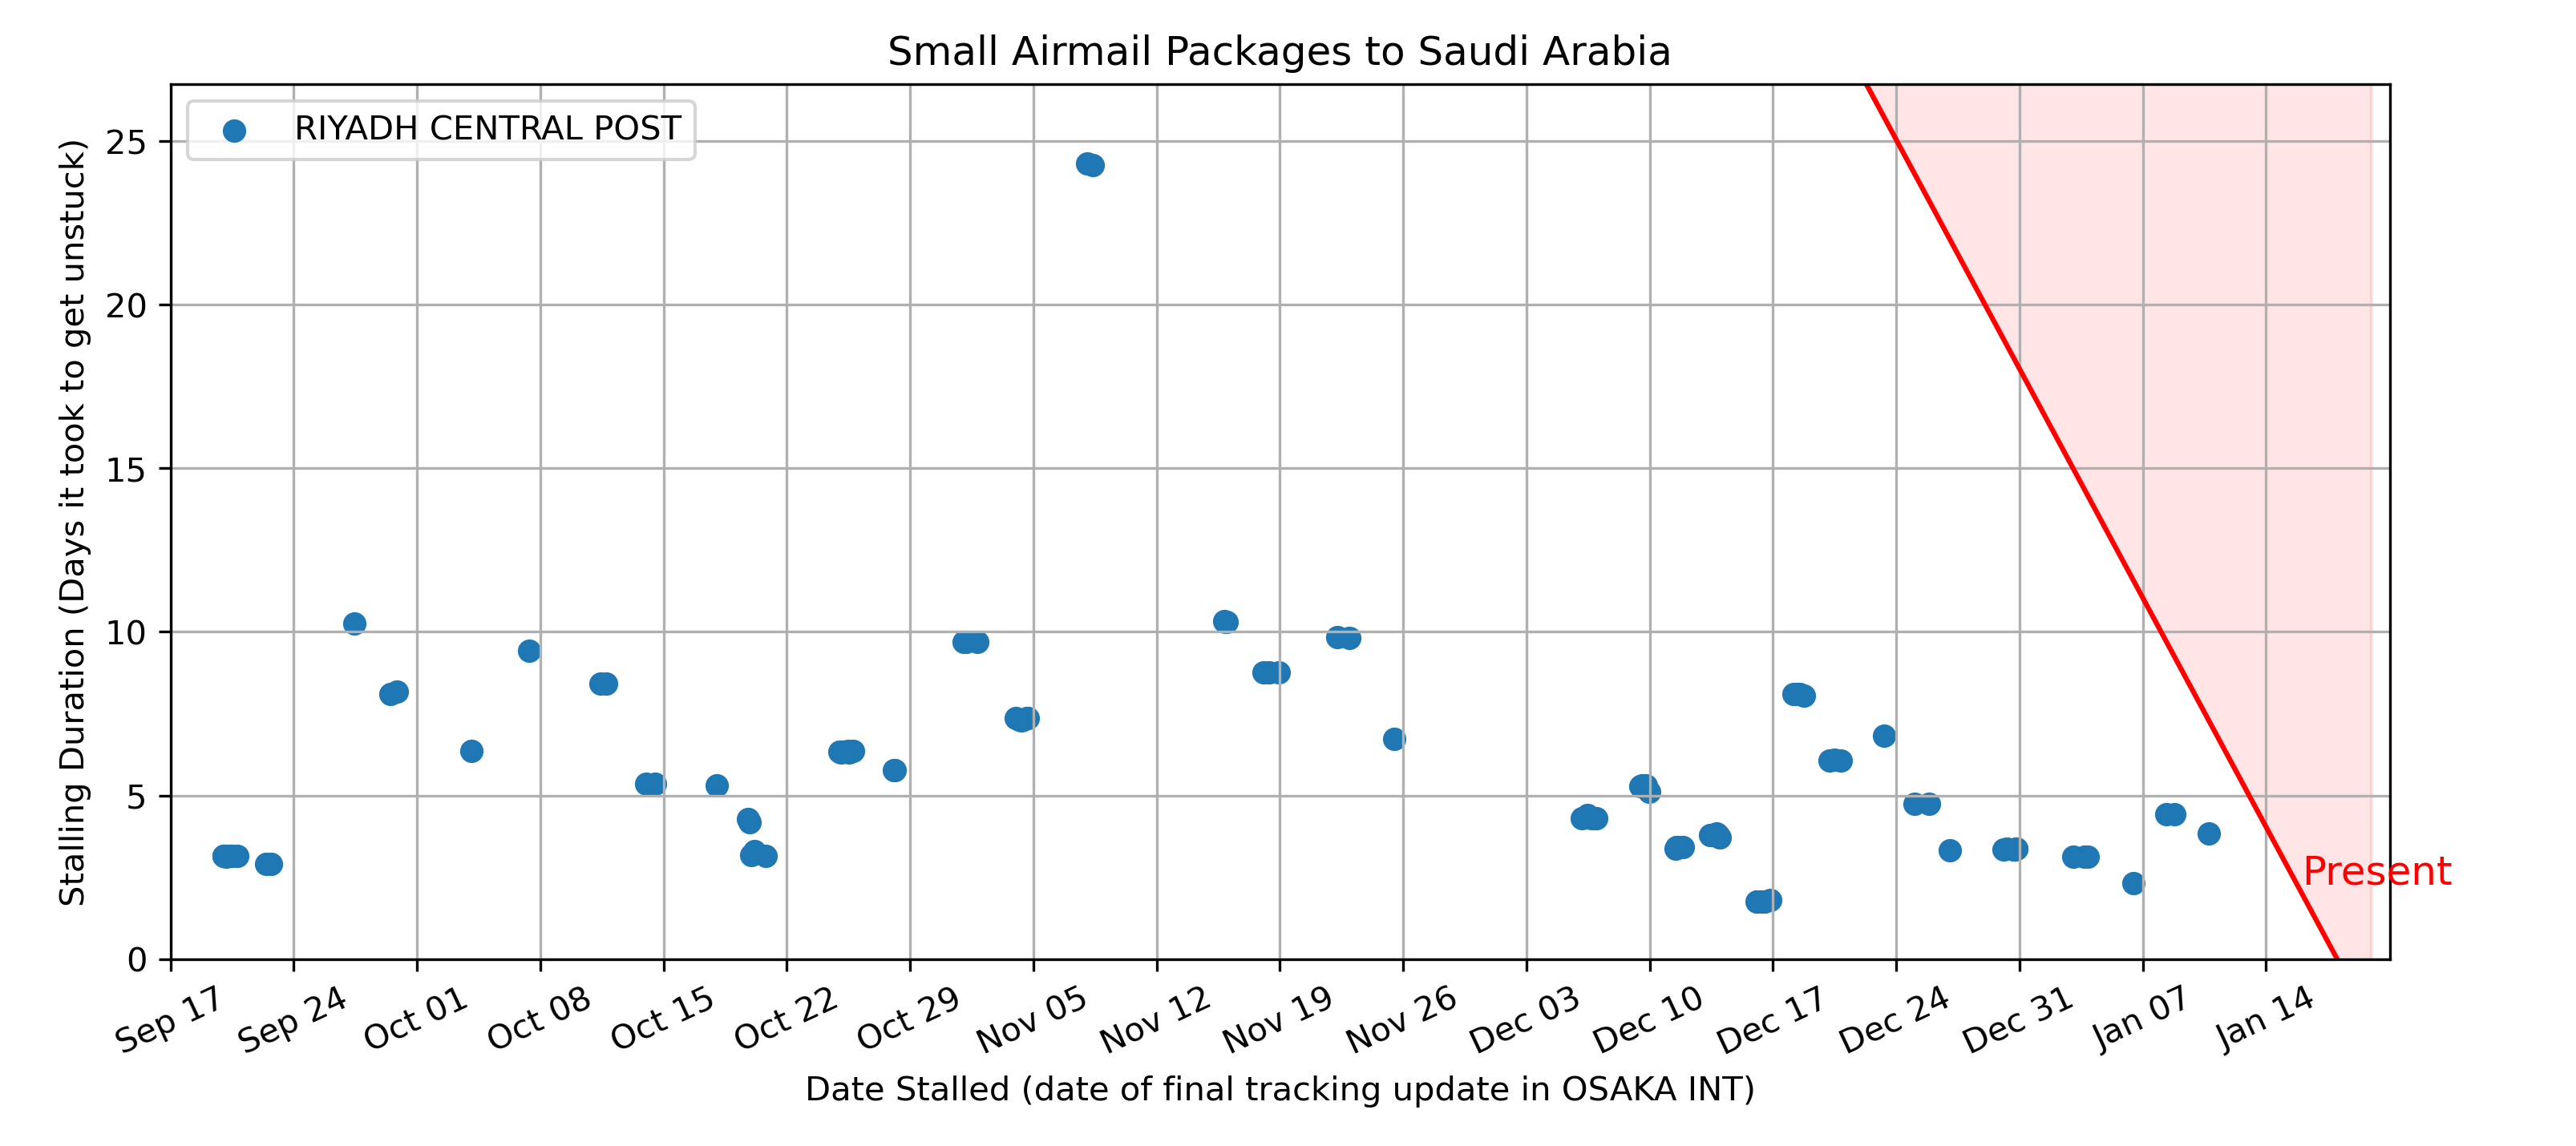 Small Airmail Packages to Saudi Arabia
RIYADH CENTRAL POST
Stalling Duration (Days it took to get unstuck)
25
20
15
10
5
0
Present
Sep 17
Sep 24
Oct 01
Oct 08
Oct 15
Oct 22
Oct 29
Nov 05
Nov 12
Nov 19
Nov 26
Dec 03
Dec 10
Dec 17
Dec 24
Dec 31
Jan 07
Jan 14
Date Stalled (date of final tracking update in OSAKA INT)